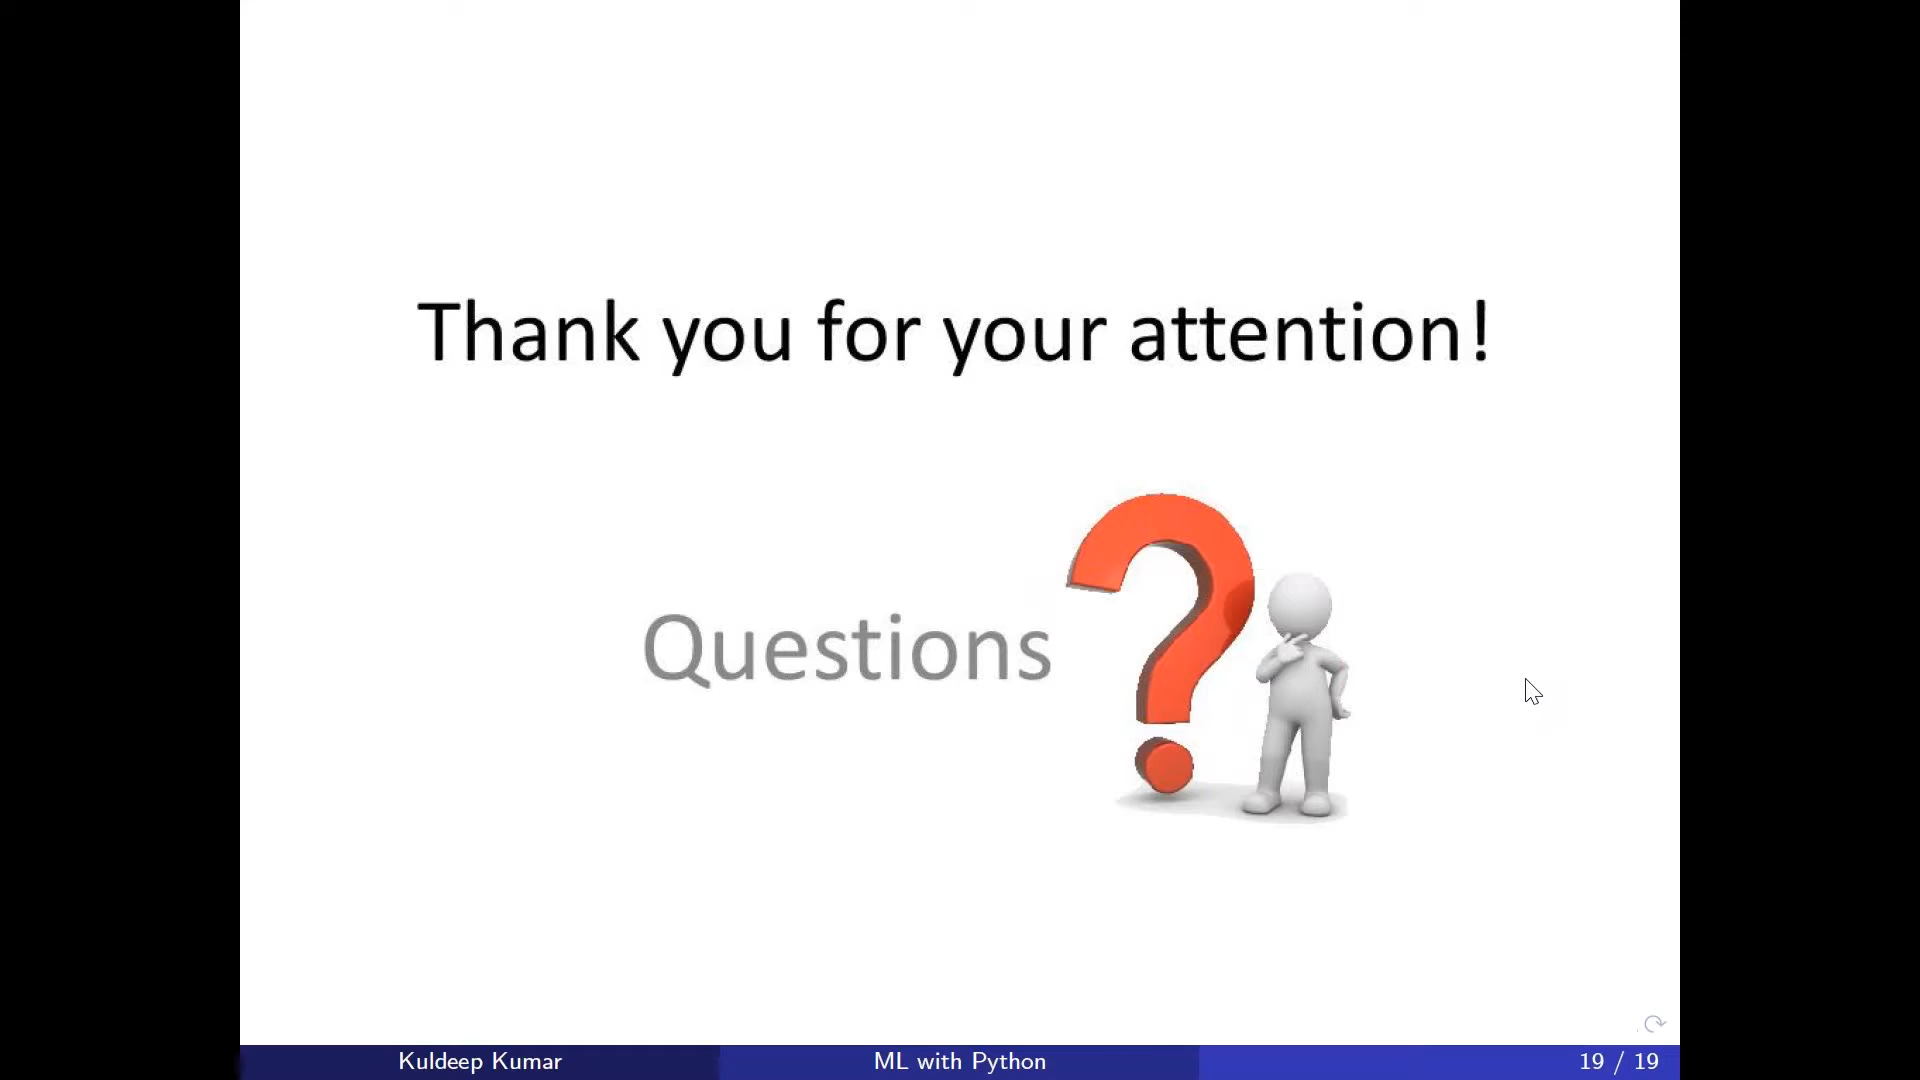 Thank you for your attention!
Questions
Kuldeep Kumar
ML with Python
19 / 19